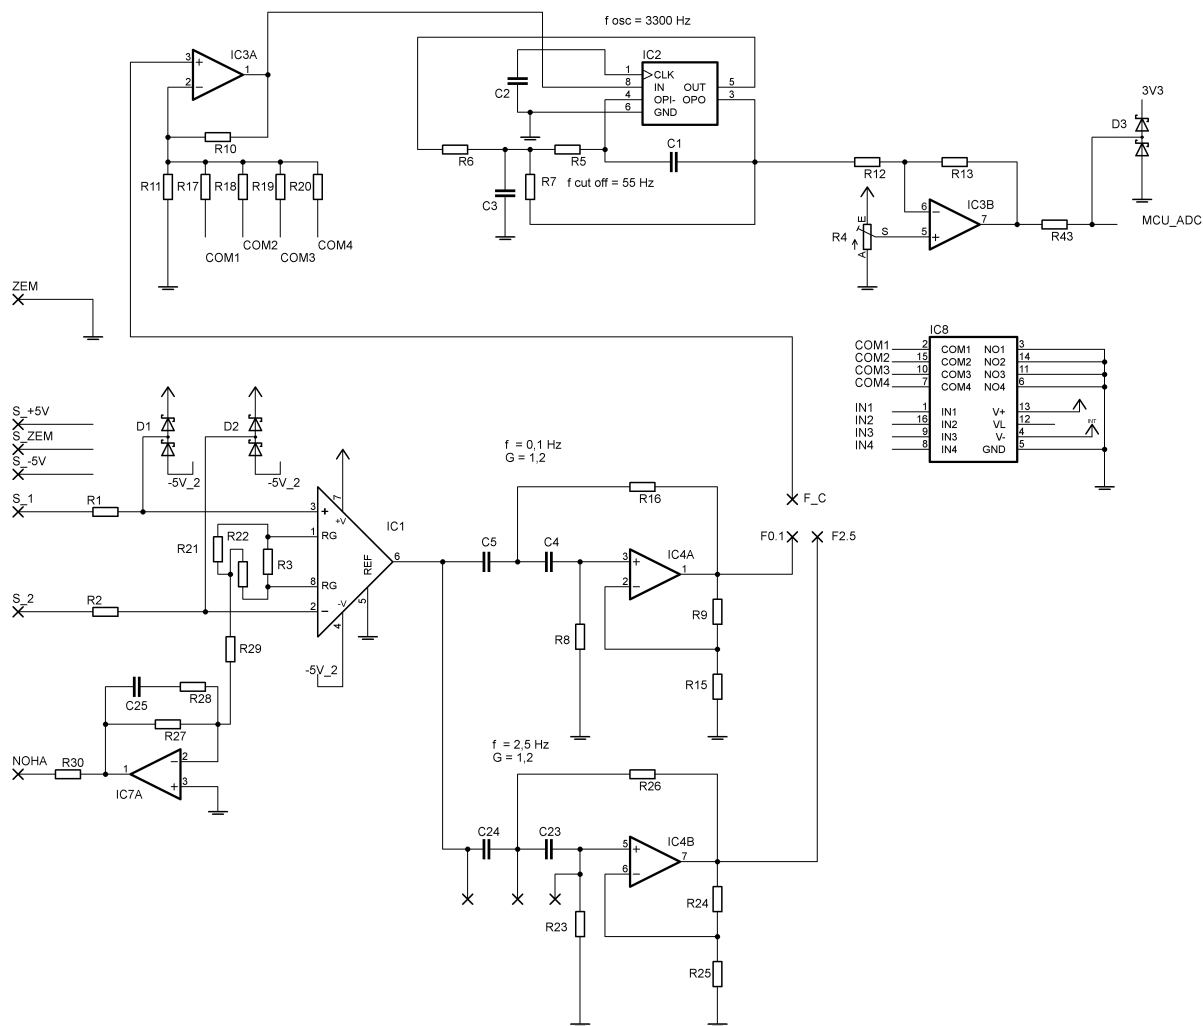 f osc = 3300 Hz
IC3A
3
1
2
R10
R11
R17
R18
R19
R20
COM2
COM4
COM1
COM3
IC2
C2
1
CLK
8
IN
OUT
5
4
OPI-
OPO
3
6
GND
C1
R6
R5
R7
f cut off = 55 Hz
C3
3V3
D3
R12
R13
IC3B
6
7
5
R4
E
S
A
R43
MCU_ADC
ZEM
IC8
COM1
2
COM1
NO1
3
COM2
15
COM2
NO2
14
COM3
10
COM3
NO3
11
COM4
7
COM4
NO4
6
IN1
1
IN1
V+
13
IN2
16
IN2
VL
12
INT
IN3
9
IN3
V-
4
IN4
8
IN4
GND
5
S_+5V
S_ZEM
S_-5V
S_1
S_2
D1
D2
-5V_2
-5V_2
R1
R2
R21
R22
R3
3
1
RG
8
RG
2
7
+V
IC1
6
REF
5
-V
4
-5V_2
R29
C25
R28
R27
NOHA
R30
1
2
3
IC7A
f = 0,1 Hz
G = 1,2
R16
C5
C4
3
IC4A
1
2
R8
R9
R15
F_C
F0.1
F2.5
f = 2,5 Hz
G = 1,2
R26
C24
C23
5
IC4B
7
6
R23
R24
R25